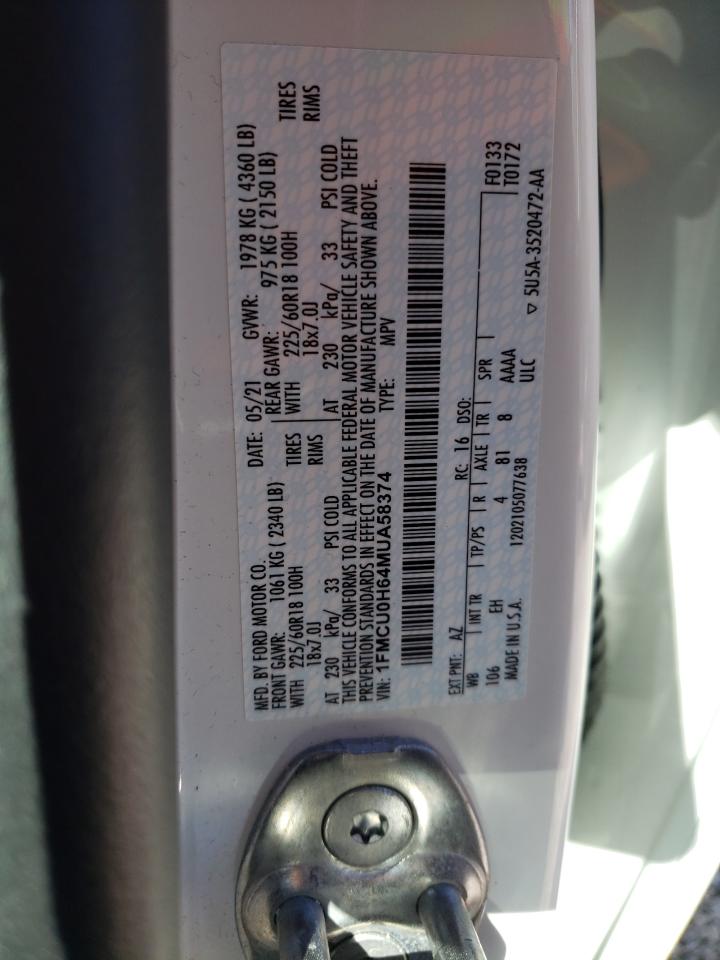 MFD. BY FORD MOTOR CO.
DATE: 05/21 GVWR: 1978 KG ( 4360 LB)
FRONT GAWR: 1061 KG ( 2340 LB)
REAR GAWR: 975 KG ( 2150 LB)
WITH 225/60R18 100H TIRES
18x7.0J RIMS
WITH 225/60R18 100H TIRES
18x7.0J RIMS
AT 230 kPa/ 33 PSI COLD
AT 230 kPa/ 33 PSI COLD
THIS VEHICLE CONFORMS TO ALL APPLICABLE FEDERAL MOTOR VEHICLE SAFETY AND THEFT
PREVENTION STANDARDS IN EFFECT ON THE DATE OF MANUFACTURE SHOWN ABOVE.
VIN: 1FMCU0H64MUA58374 TYPE: MPV
EXT PNT: AZ RC: 16 DSO: F0133
WB INT TR TP/PS R AXLE TR SPR T0172
106 EH 4 81 8 AAAA
MADE IN U.S.A. 1202105077638 ULC
▽ 5U5A-3520472-AA